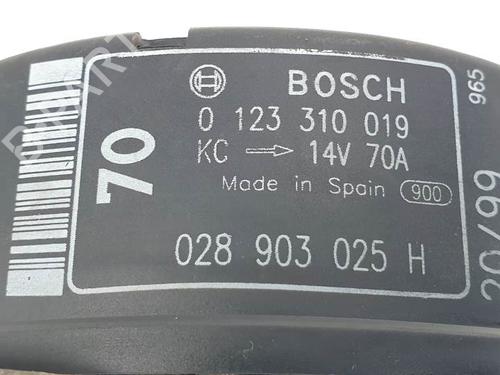 BOSCH
0 123 310 019
KC → 14V 70A
Made in Spain 900
028 903 025 H
70
965
20/99